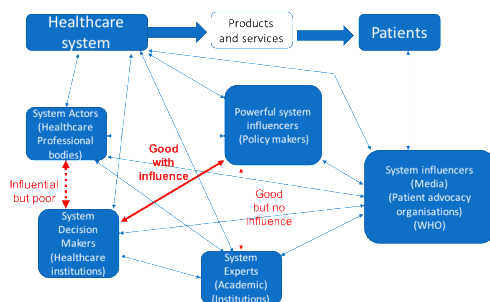 Healthcare
system
Products
and services
Patients
System Actors
(Healthcare
Professional
bodies)
Powerful system
influencers
(Policy makers)
Good
with
influence
System influencers
(Media)
(Patient advocacy
organisations)
(WHO)
Influential
but poor
Good
but no
influence
System
Decision
Makers
(Healthcare
institutions)
System
Experts
(Academic)
(Institutions)